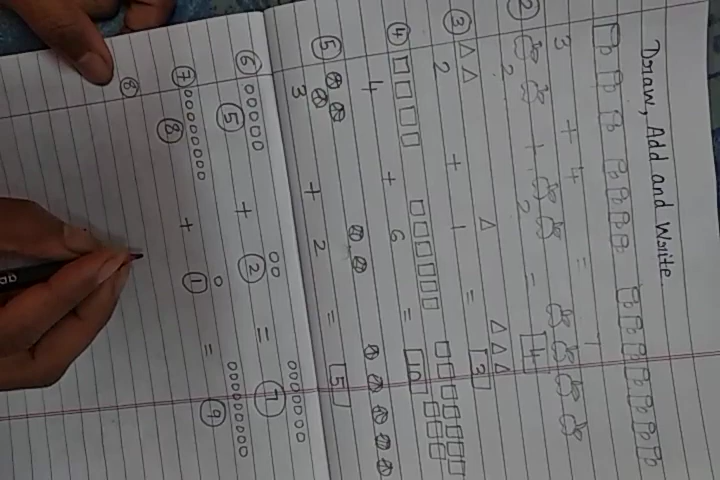 Draw, Add and Write.
3 + 4 = 7
②
2 + 2 = 4
③
2 + 1 = 3
④
4 + 6 = 10
⑤
3 + 2 = 5
⑥
⑤ + ② = ⑦
⑦
⑧ + ① = ⑨
⑧